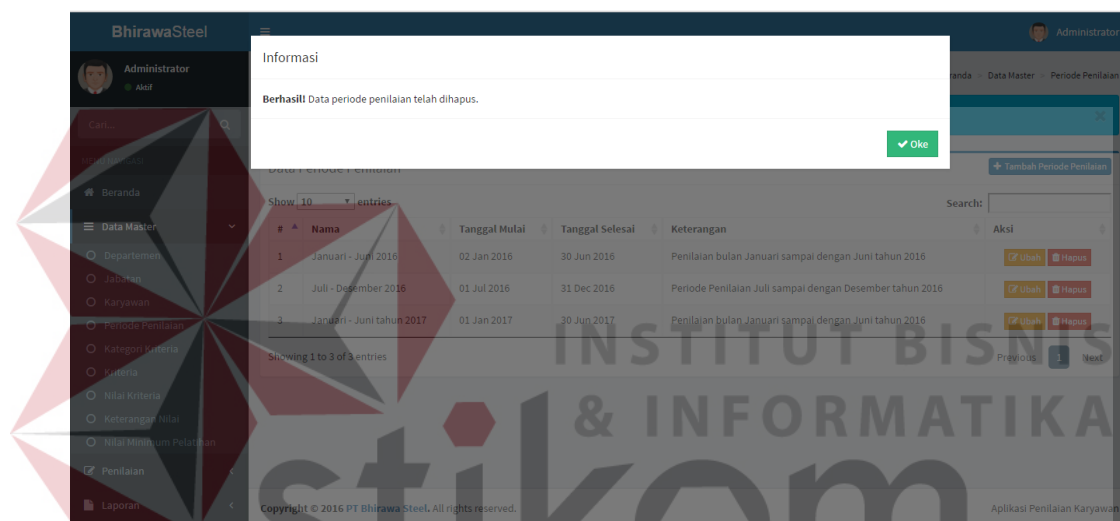 BhirawaSteel
Administrator
Administrator
Aktif
Informasi
Berhasil! Data periode penilaian telah dihapus.
Oke
anda Data Master Periode Penilaian
Cari...
Data Periode Penilaian
Tambah Periode Penilaian
Beranda
Data Master
Departemen
Jabatan
Karyawan
Periode Penilaian
Kategori Kriteria
Kriteria
Nilai Kriteria
Keterangan Nilai
Nilai Minimum Pelatihan
Penilaian
Laporan
Show 10 entries
Search:
# Nama Tanggal Mulai Tanggal Selesai Keterangan Aksi
1 Januari - Juni 2016 02 Jan 2016 30 Jun 2016 Penilaian bulan Januari sampai dengan Juni tahun 2016 Ubah Hapus
2 Juli - Desember 2016 01 Jul 2016 31 Dec 2016 Periode Penilaian Juli sampai dengan Desember tahun 2016 Ubah Hapus
3 Januari - Juni tahun 2017 01 Jan 2017 30 Jun 2017 Penilaian bulan Januari sampai dengan Juni tahun 2016 Ubah Hapus
Showing 1 to 3 of 3 entries
Previous 1 Next
INSTITUT BISNIS
& INFORMATIKA
stikom
Copyright © 2016 PT Bhirawa Steel. All rights reserved.
Aplikasi Penilaian Karyawan